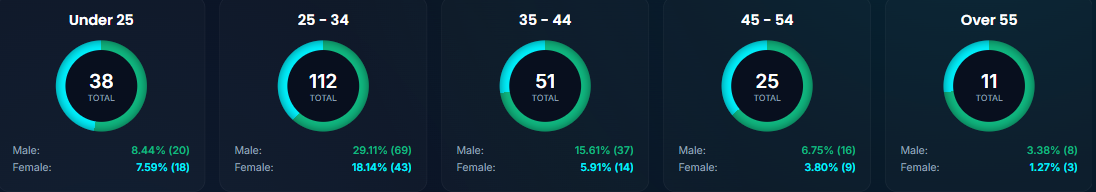 Under 25
38
TOTAL
Male: 8.44% (20)
Female: 7.59% (18)
25 - 34
112
TOTAL
Male: 29.11% (69)
Female: 18.14% (43)
35 - 44
51
TOTAL
Male: 15.61% (37)
Female: 5.91% (14)
45 - 54
25
TOTAL
Male: 6.75% (16)
Female: 3.80% (9)
Over 55
11
TOTAL
Male: 3.38% (8)
Female: 1.27% (3)